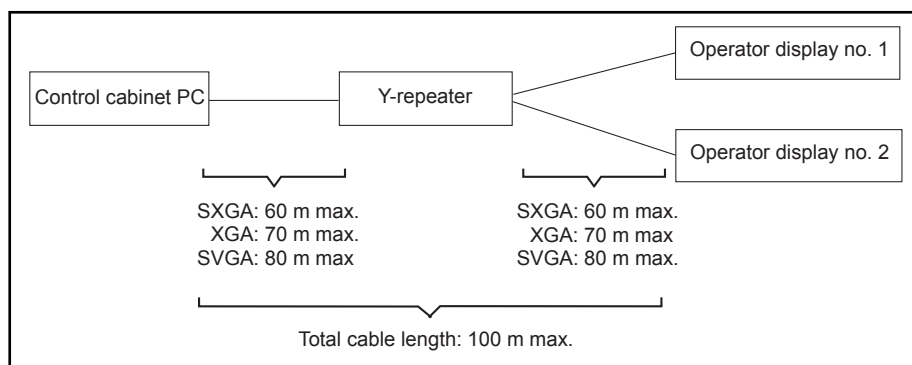 Operator display no. 1
Control cabinet PC
Y-repeater
Operator display no. 2
SXGA: 60 m max.
XGA: 70 m max.
SVGA: 80 m max
SXGA: 60 m max.
XGA: 70 m max
SVGA: 80 m max.
Total cable length: 100 m max.